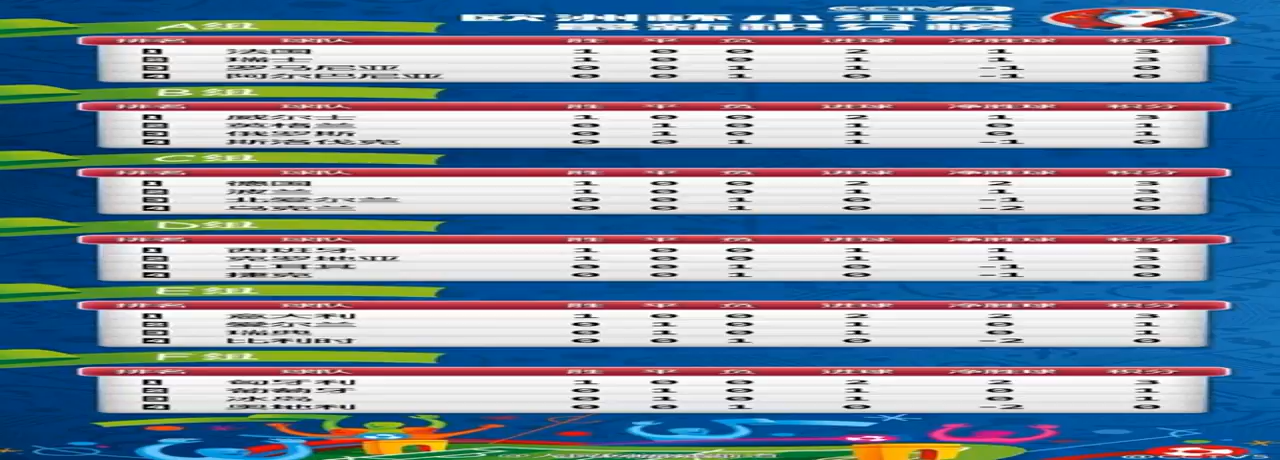 CCTV5
欧洲杯小组赛
最新积分榜
A组
排名 球队 胜 平 负 进球 净胜球 积分
1 法国 1 0 0 2 1 3
2 瑞士 1 0 0 1 1 3
3 罗马尼亚 0 0 1 1 -1 0
4 阿尔巴尼亚 0 0 1 0 -1 0
B组
排名 球队 胜 平 负 进球 净胜球 积分
1 威尔士 1 0 0 2 1 3
2 英格兰 0 1 0 1 0 1
3 俄罗斯 0 1 0 1 0 1
4 斯洛伐克 0 0 1 1 -1 0
C组
排名 球队 胜 平 负 进球 净胜球 积分
1 德国 1 0 0 2 2 3
2 波兰 1 0 0 1 1 3
3 北爱尔兰 0 0 1 0 -1 0
4 乌克兰 0 0 1 0 -2 0
D组
排名 球队 胜 平 负 进球 净胜球 积分
1 西班牙 1 0 0 1 1 3
2 克罗地亚 1 0 0 1 1 3
3 土耳其 0 0 1 0 -1 0
4 捷克 0 0 1 0 -1 0
E组
排名 球队 胜 平 负 进球 净胜球 积分
1 意大利 1 0 0 2 2 3
2 爱尔兰 0 1 0 1 0 1
3 瑞典 0 1 0 1 0 1
4 比利时 0 0 1 0 -2 0
F组
排名 球队 胜 平 负 进球 净胜球 积分
1 匈牙利 1 0 0 2 2 3
2 葡萄牙 0 1 0 1 0 1
3 冰岛 0 1 0 1 0 1
4 奥地利 0 0 1 0 -2 0
@CCTV5